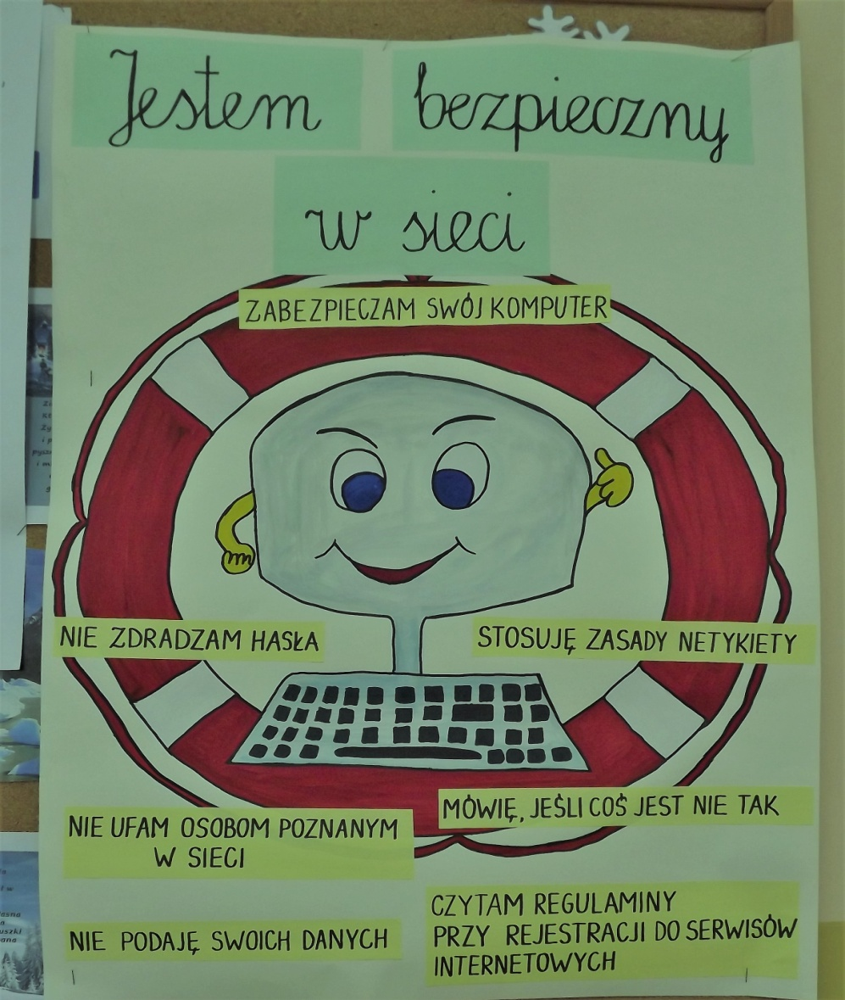 Jestem bezpieczny
w sieci
ZABEZPIECZAM SWÓJ KOMPUTER
NIE ZDRADZAM HASŁA
STOSUJĘ ZASADY NETYKIETY
MÓWIĘ, JEŚLI COŚ JEST NIE TAK
NIE UFAM OSOBOM POZNANYM
W SIECI
CZYTAM REGULAMINY
PRZY REJESTRACJI DO SERWISÓW
INTERNETOWYCH
NIE PODAJĘ SWOICH DANYCH